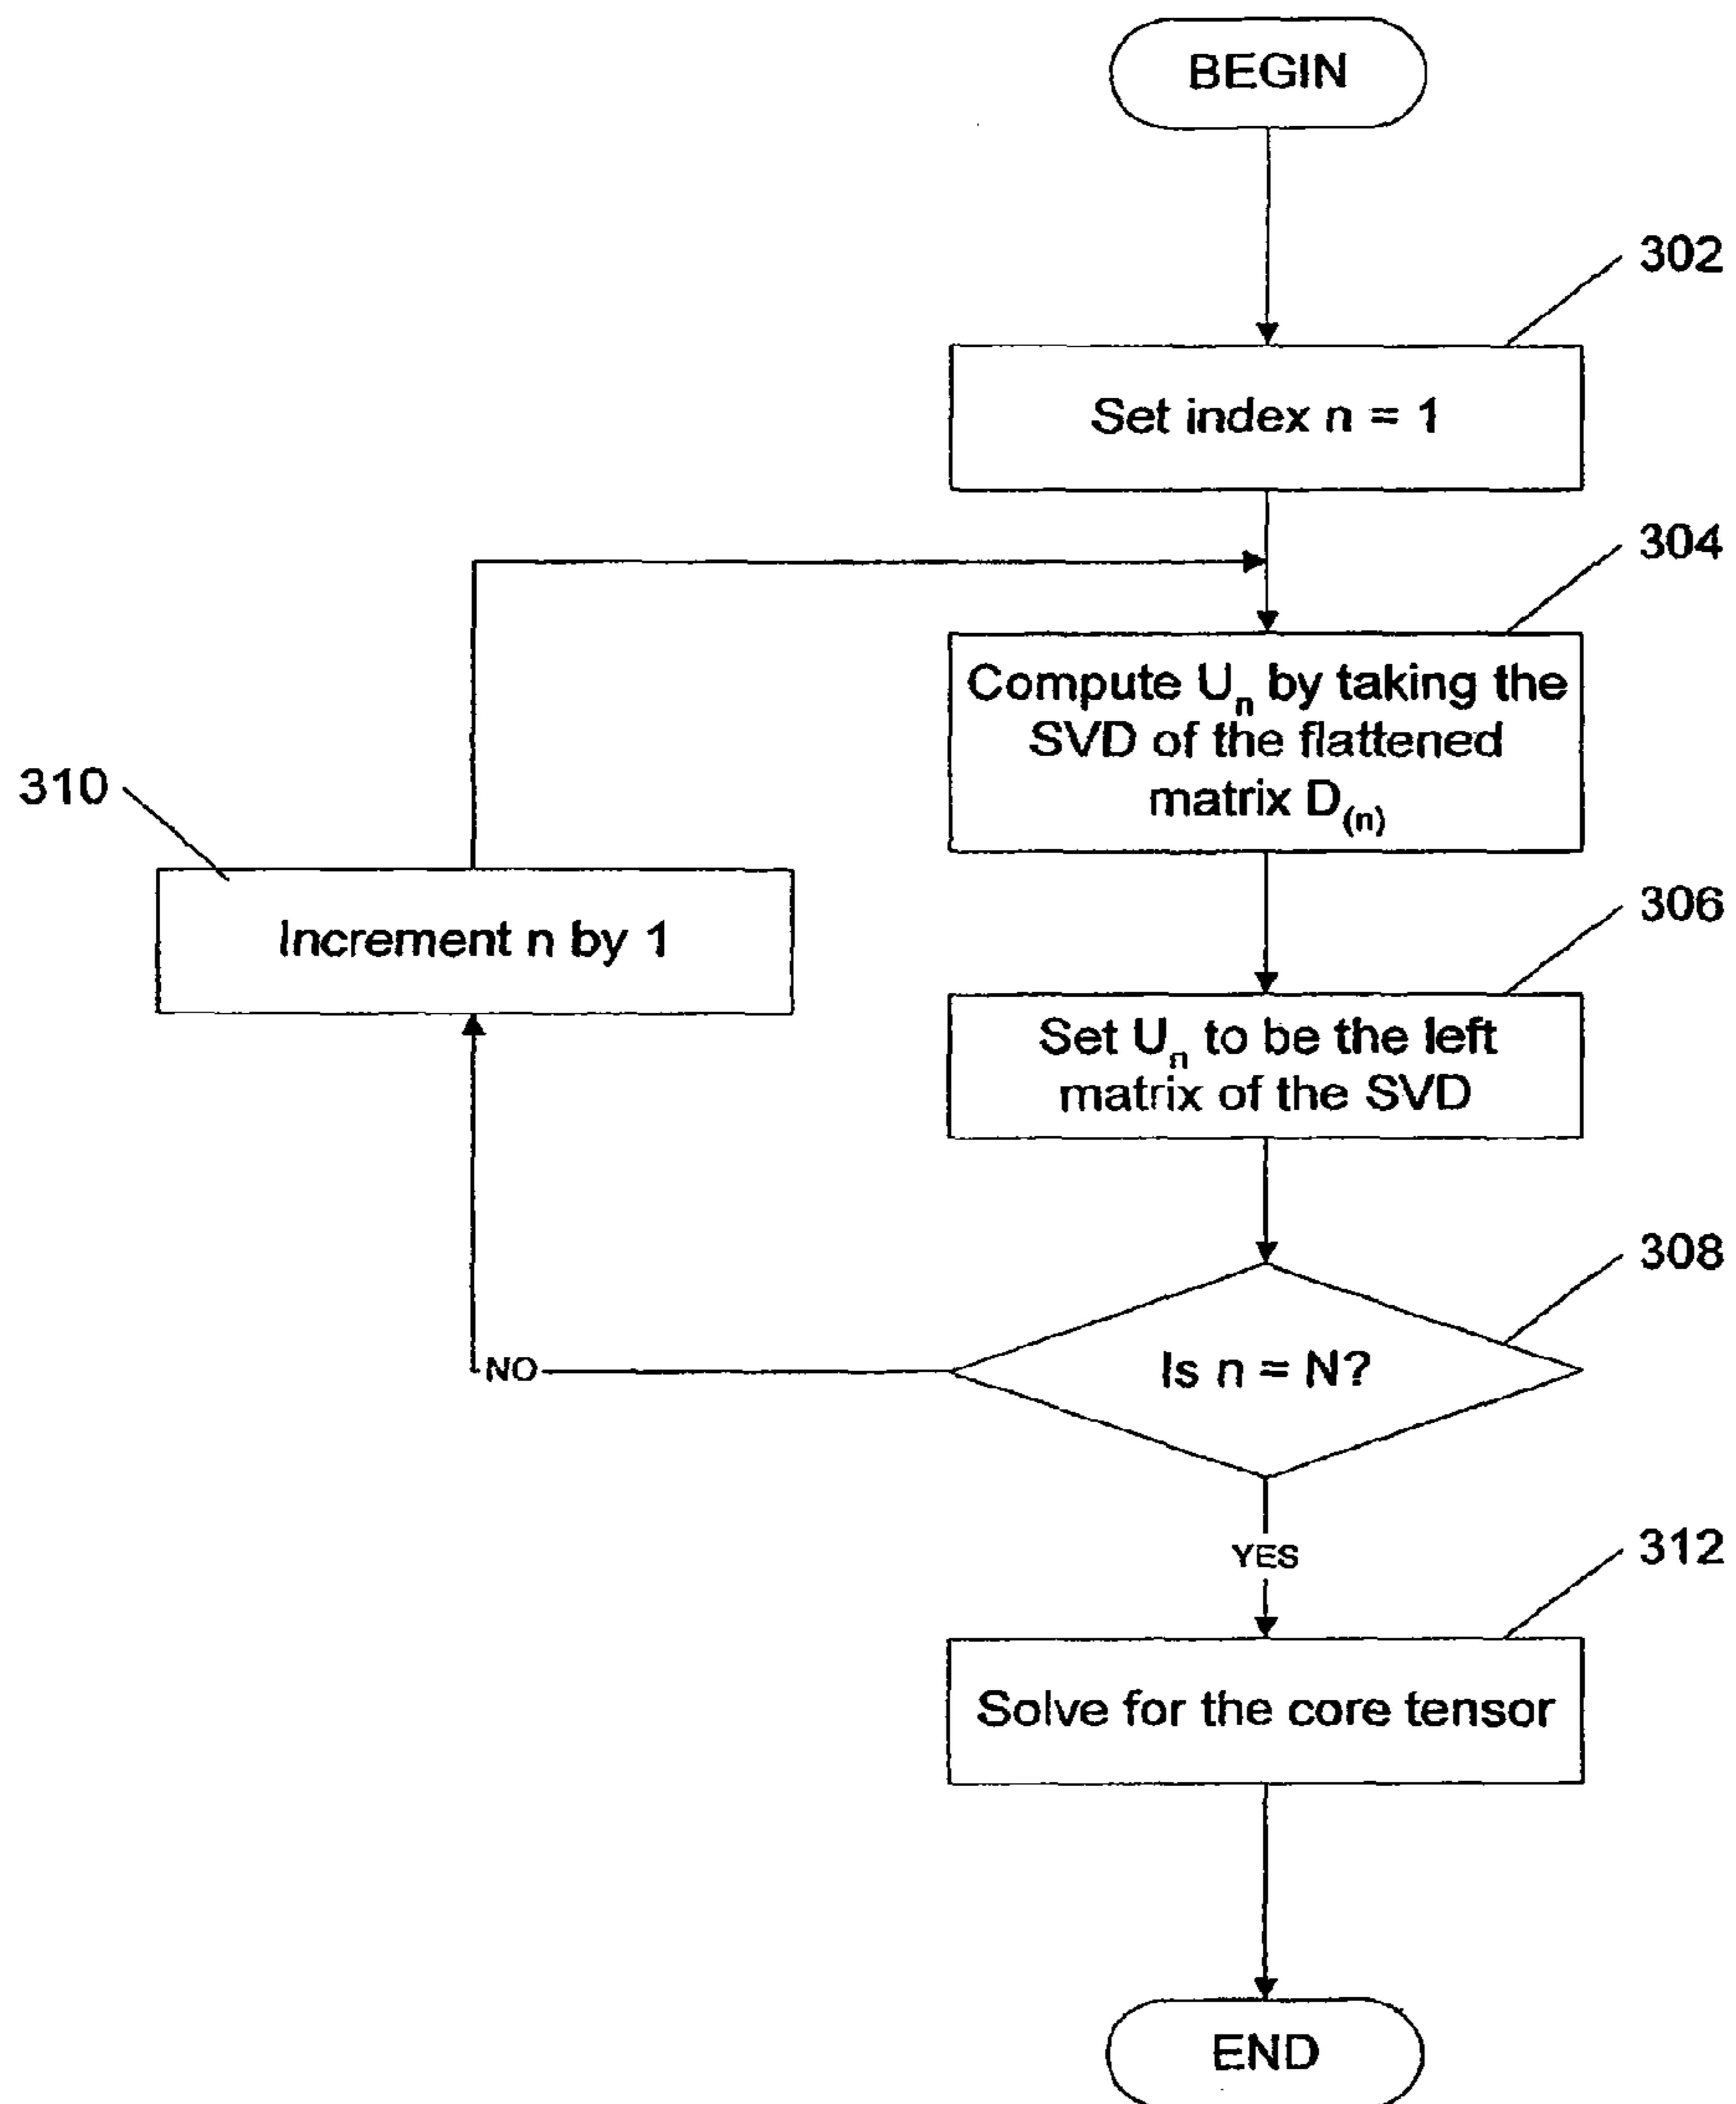 BEGIN
302
Set index n = 1
304
Compute Uₙ by taking the
SVD of the flattened
matrix D₍ₙ₎
310
Increment n by 1
306
Set Uₙ to be the left
matrix of the SVD
308
Is n = N?
NO
YES
312
Solve for the core tensor
END